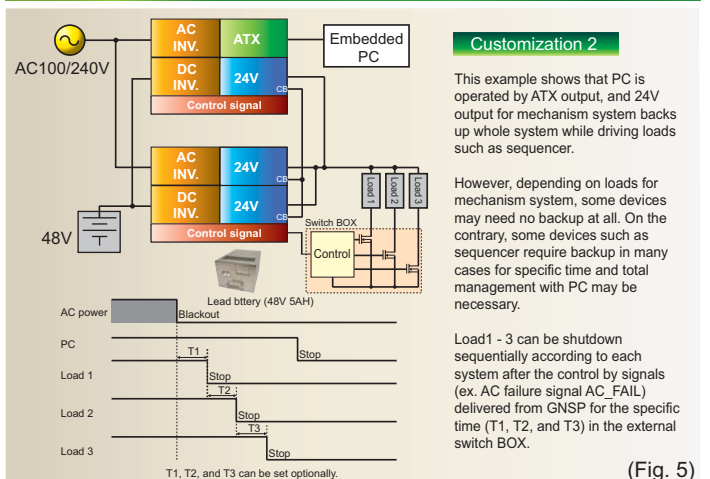 AC
INV.
ATX
Embedded
PC
AC100/240V
DC
INV.
24V
CB
Control signal
AC
INV.
24V
CB
DC
INV.
24V
CB
Control signal
48V
Load 1
Load 2
Load 3
Switch BOX
Control
Lead bttery (48V 5AH)
AC power
Blackout
PC
Stop
T1
Load 1
Stop
T2
Load 2
Stop
T3
Load 3
Stop
T1, T2, and T3 can be set optionally.
Customization 2
This example shows that PC is
operated by ATX output, and 24V
output for mechanism system backs
up whole system while driving loads
such as sequencer.
However, depending on loads for
mechanism system, some devices
may need no backup at all. On the
contrary, some devices such as
sequencer require backup in many
cases for specific time and total
management with PC may be
necessary.
Load1 - 3 can be shutdown
sequentially according to each
system after the control by signals
(ex. AC failure signal AC_FAIL)
delivered from GNSP for the specific
time (T1, T2, and T3) in the external
switch BOX.
(Fig. 5)